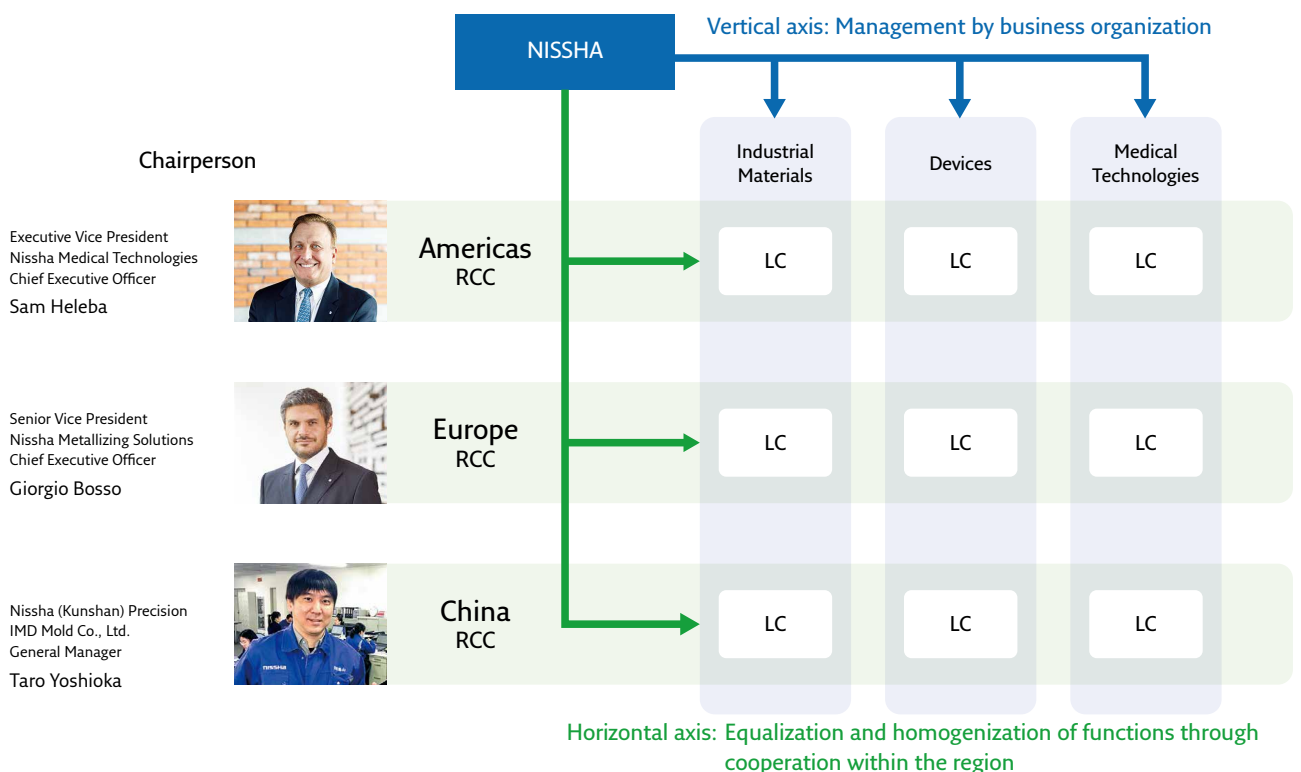 NISSHA
Vertical axis: Management by business organization
Chairperson
Industrial
Materials
Devices
Medical
Technologies
Executive Vice President
Nissha Medical Technologies
Chief Executive Officer
Sam Heleba
Americas
RCC
LC
LC
LC
Senior Vice President
Nissha Metallizing Solutions
Chief Executive Officer
Giorgio Bosso
Europe
RCC
LC
LC
LC
Nissha (Kunshan) Precision
IMD Mold Co., Ltd.
General Manager
Taro Yoshioka
nissha
China
RCC
LC
LC
LC
Horizontal axis: Equalization and homogenization of functions through
cooperation within the region